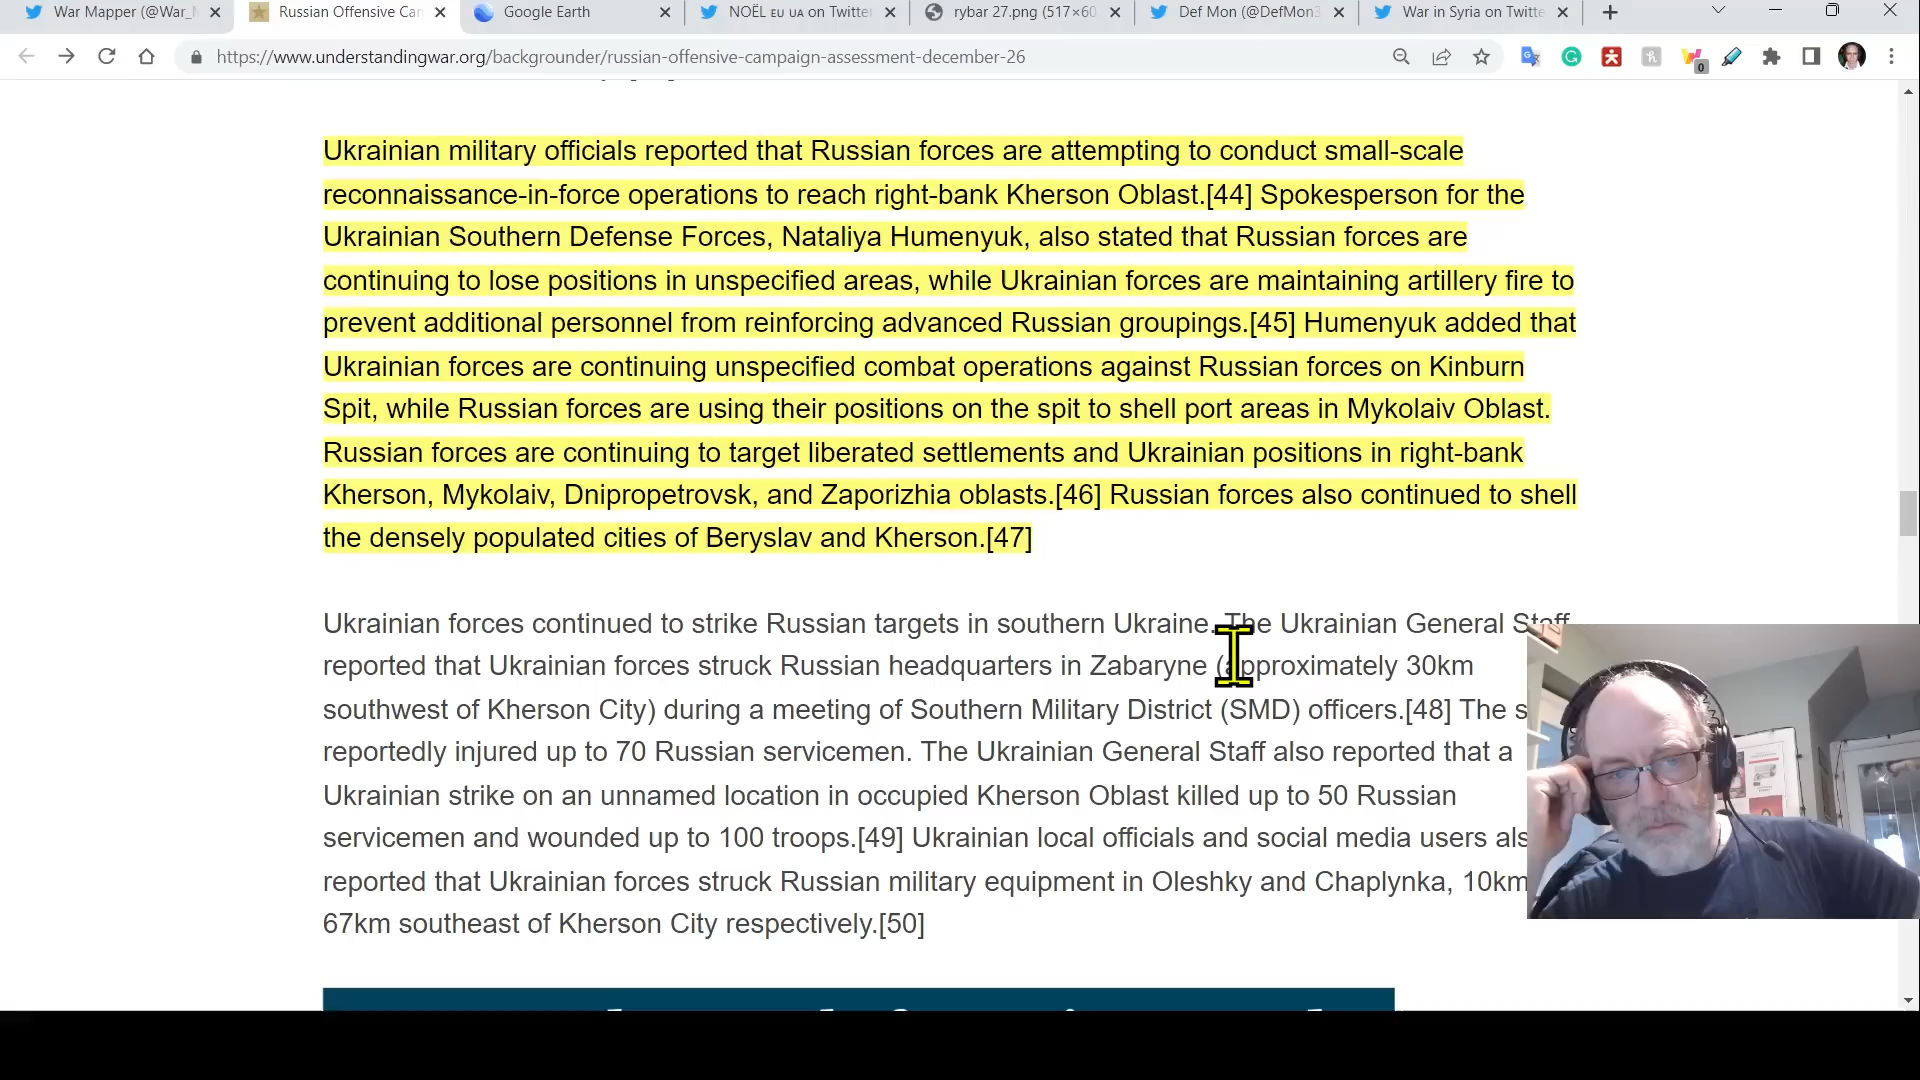 War Mapper (@War_M
Russian Offensive Can
Google Earth
NOËL EU UA on Twitter
rybar 27.png (517×60
Def Mon (@DefMon3
War in Syria on Twitte
https://www.understandingwar.org/backgrounder/russian-offensive-campaign-assessment-december-26
0
Ukrainian military officials reported that Russian forces are attempting to conduct small-scale
reconnaissance-in-force operations to reach right-bank Kherson Oblast.[44] Spokesperson for the
Ukrainian Southern Defense Forces, Nataliya Humenyuk, also stated that Russian forces are
continuing to lose positions in unspecified areas, while Ukrainian forces are maintaining artillery fire to
prevent additional personnel from reinforcing advanced Russian groupings.[45] Humenyuk added that
Ukrainian forces are continuing unspecified combat operations against Russian forces on Kinburn
Spit, while Russian forces are using their positions on the spit to shell port areas in Mykolaiv Oblast.
Russian forces are continuing to target liberated settlements and Ukrainian positions in right-bank
Kherson, Mykolaiv, Dnipropetrovsk, and Zaporizhia oblasts.[46] Russian forces also continued to shell
the densely populated cities of Beryslav and Kherson.[47]
Ukrainian forces continued to strike Russian targets in southern Ukraine. The Ukrainian General Staff
reported that Ukrainian forces struck Russian headquarters in Zabaryne (approximately 30km
southwest of Kherson City) during a meeting of Southern Military District (SMD) officers.[48] The s
reportedly injured up to 70 Russian servicemen. The Ukrainian General Staff also reported that a
Ukrainian strike on an unnamed location in occupied Kherson Oblast killed up to 50 Russian
servicemen and wounded up to 100 troops.[49] Ukrainian local officials and social media users als
reported that Ukrainian forces struck Russian military equipment in Oleshky and Chaplynka, 10km
67km southeast of Kherson City respectively.[50]